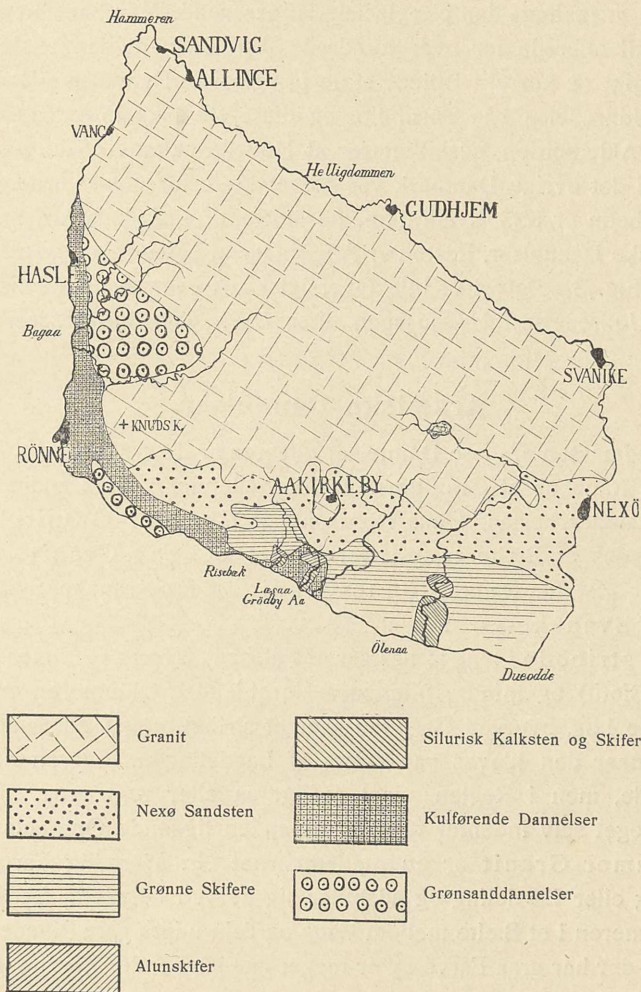 Hammeren
SANDVIG
ALLINGE
VANG
Helligdommen
GUDHJEM
HASLE
Bagaa
SVANIKE
+ KNUDS K.
RÖNNE
AAKIRKEBY
NEXÖ
Risebæk
Læsaa
Grödby Aa
Ölenaa
Dueodde
Granit
Silurisk Kalksten og Skifer
Nexø Sandsten
Kulførende Dannelser
Grønne Skifere
Grønsanddannelser
Alunskifer